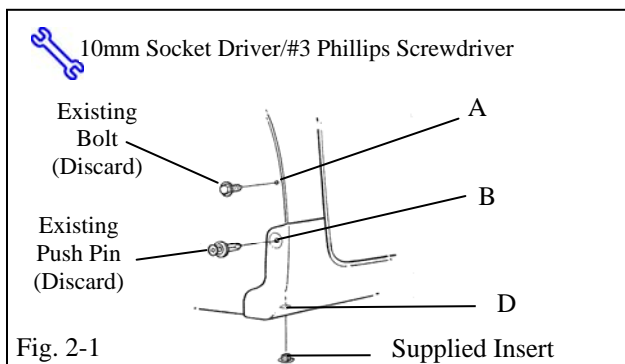 10mm Socket Driver/#3 Phillips Screwdriver
Existing
Bolt
(Discard)
A
Existing
Push Pin
(Discard)
B
D
Fig. 2-1
Supplied Insert